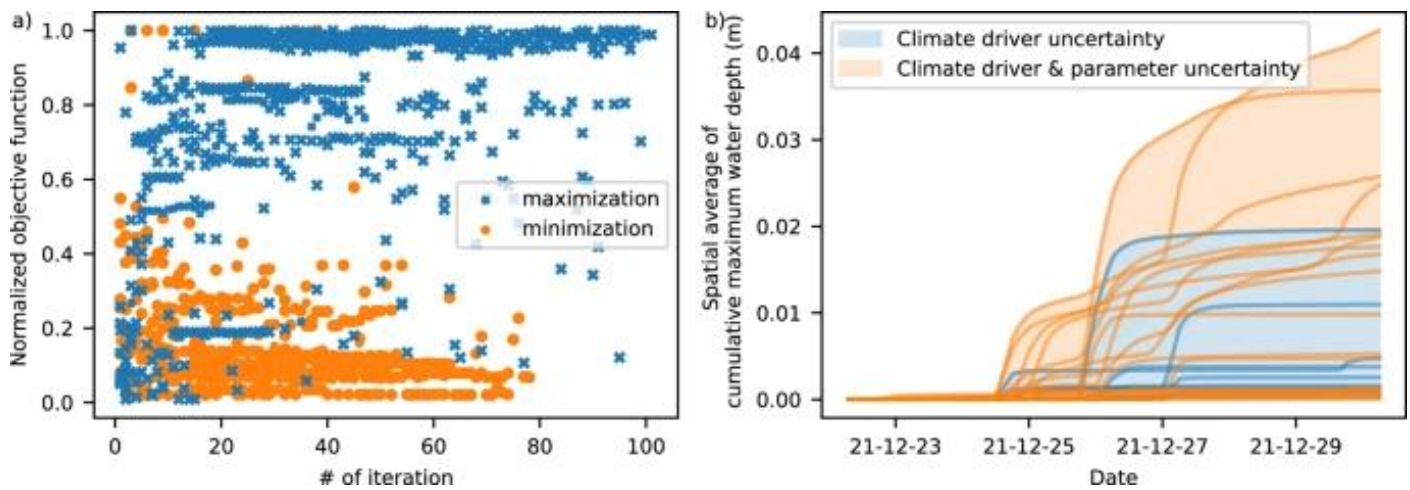 a)
Normalized objective function
1.0
0.8
0.6
0.4
0.2
0.0
maximization
minimization
0 20 40 60 80 100
# of iteration
b)
Spatial average of
cumulative maximum water depth (m)
0.04
0.03
0.02
0.01
0.00
Climate driver uncertainty
Climate driver & parameter uncertainty
21-12-23 21-12-25 21-12-27 21-12-29
Date